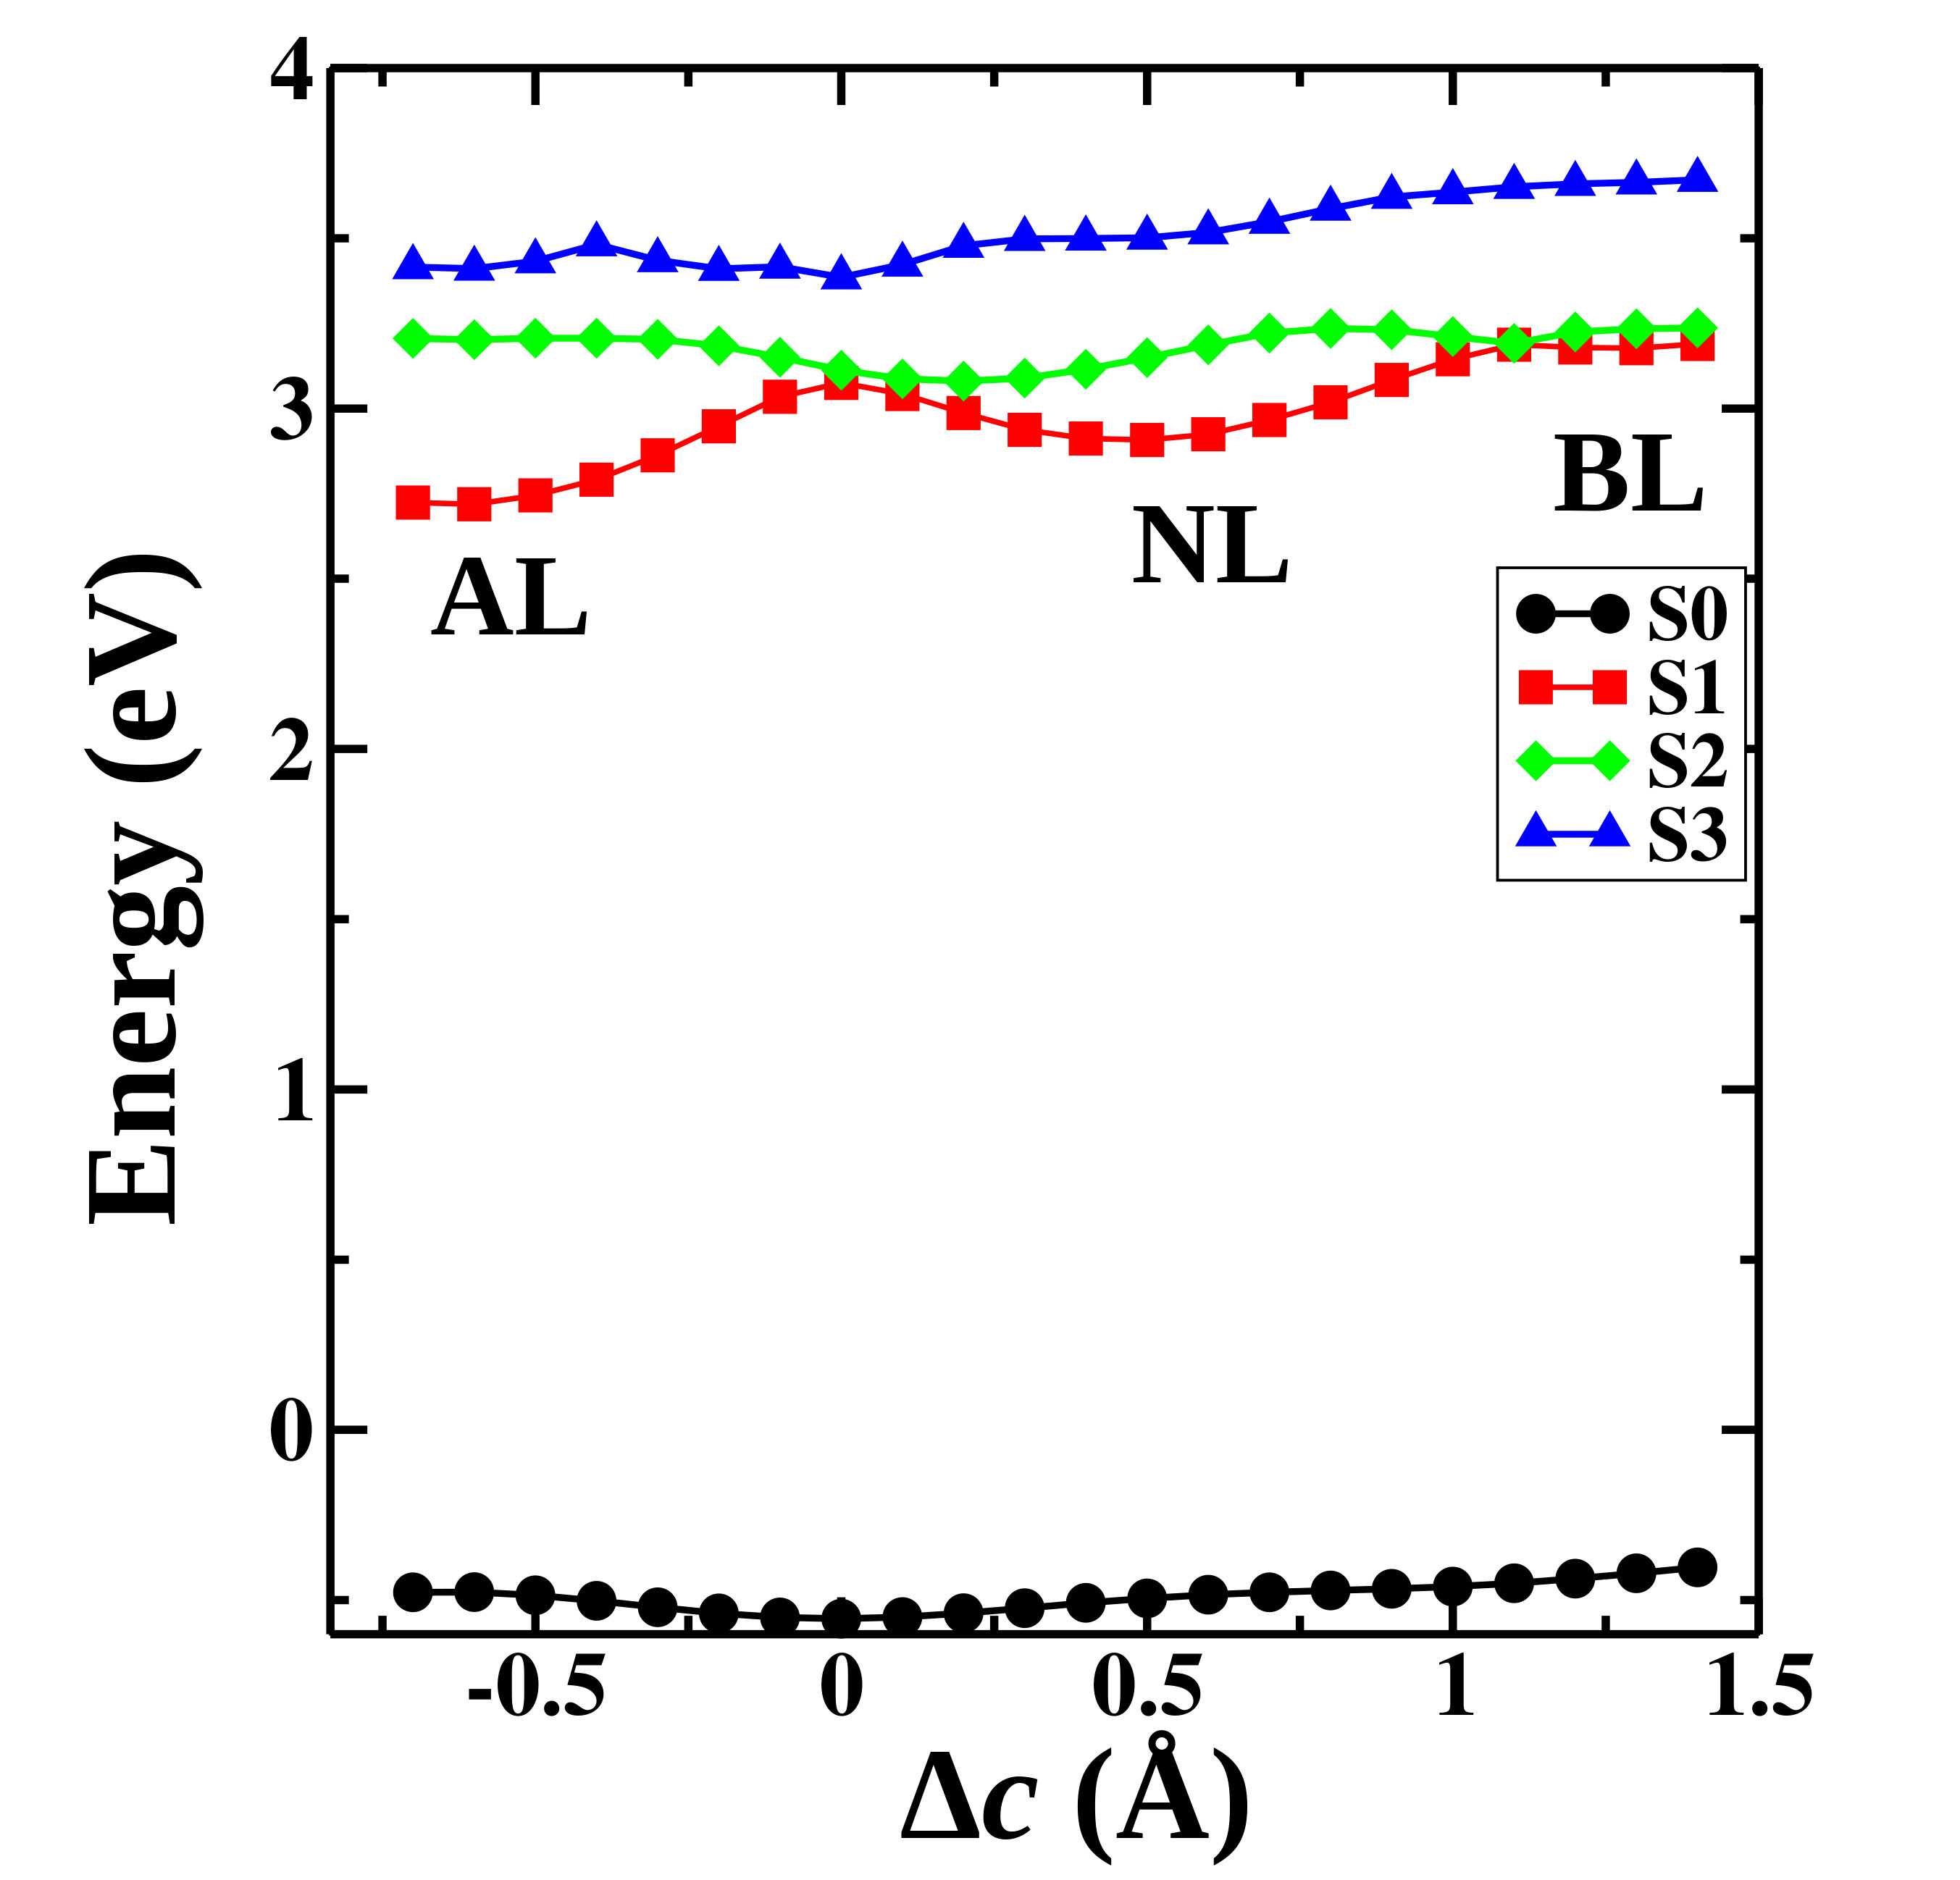 4
3
2
1
0
Energy (eV)
AL
NL
BL
S0
S1
S2
S3
-0.5 0 0.5 1 1.5
Δc (Å)